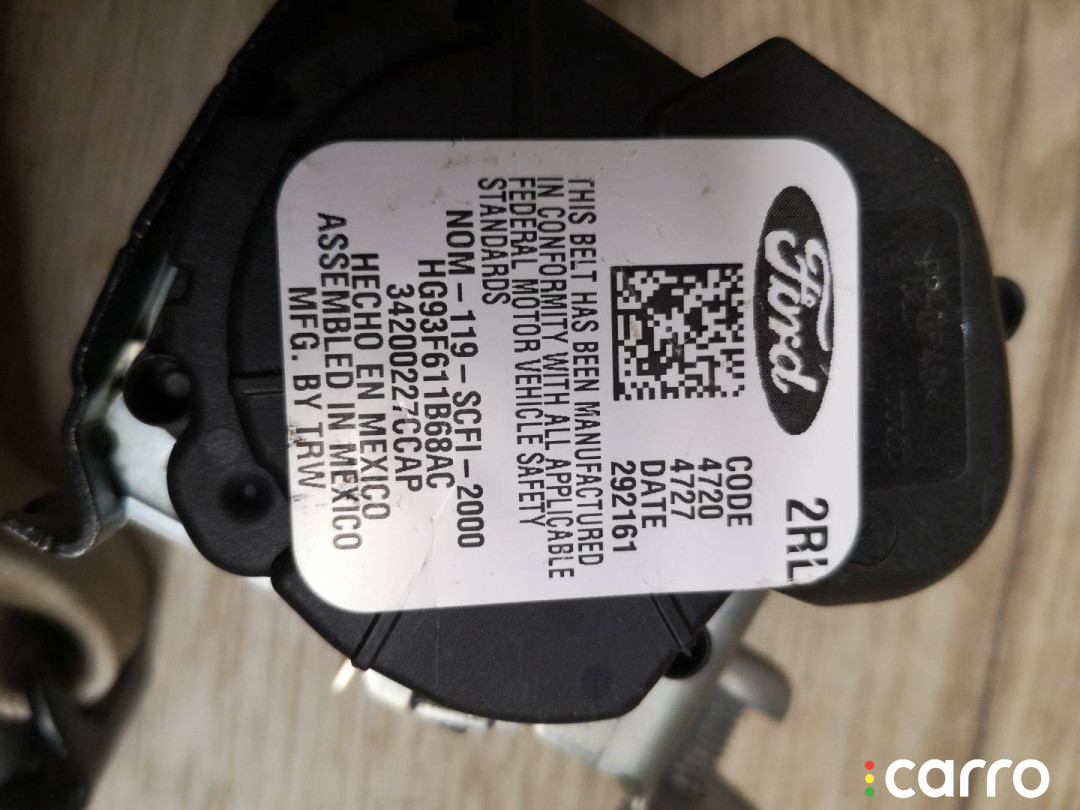 Ford
2RL
CODE
4720
4727
DATE
292161
THIS BELT HAS BEEN MANUFACTURED
IN CONFORMITY WITH ALL APPLICABLE
FEDERAL MOTOR VEHICLE SAFETY
STANDARDS
NOM-119-SCFI-2000
HG93F611B68AC
34200227CCAP
HECHO EN MEXICO
ASSEMBLED IN MEXICO
MFG. BY TRW
carro